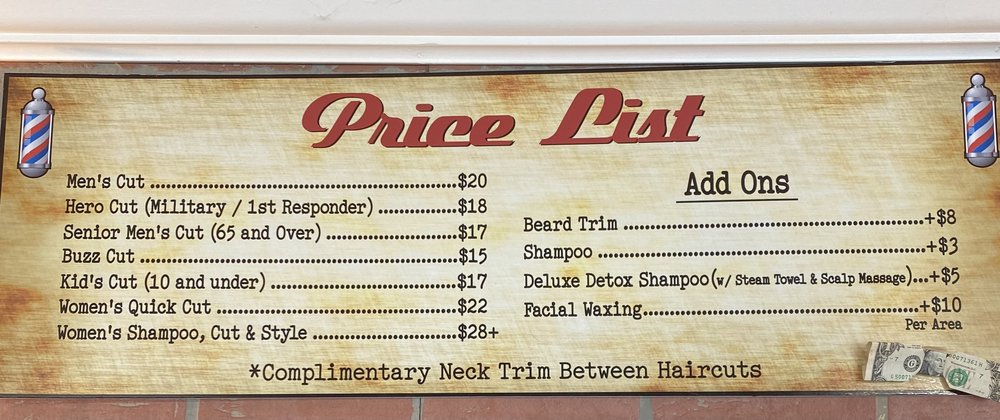 Price List
Men's Cut ..................................................$20
Hero Cut (Military / 1st Responder) .............$18
Senior Men's Cut (65 and Over) ......................$17
Buzz Cut .....................................................$15
Kid's Cut (10 and under) ...............................$17
Women's Quick Cut ........................................$22
Women's Shampoo, Cut & Style ........................$28+
Add Ons
Beard Trim ..................................................+$8
Shampoo ......................................................+$3
Deluxe Detox Shampoo (w/ Steam Towel & Scalp Massage)...+$5
Facial Waxing..............................................+$10
Per Area
*Complimentary Neck Trim Between Haircuts